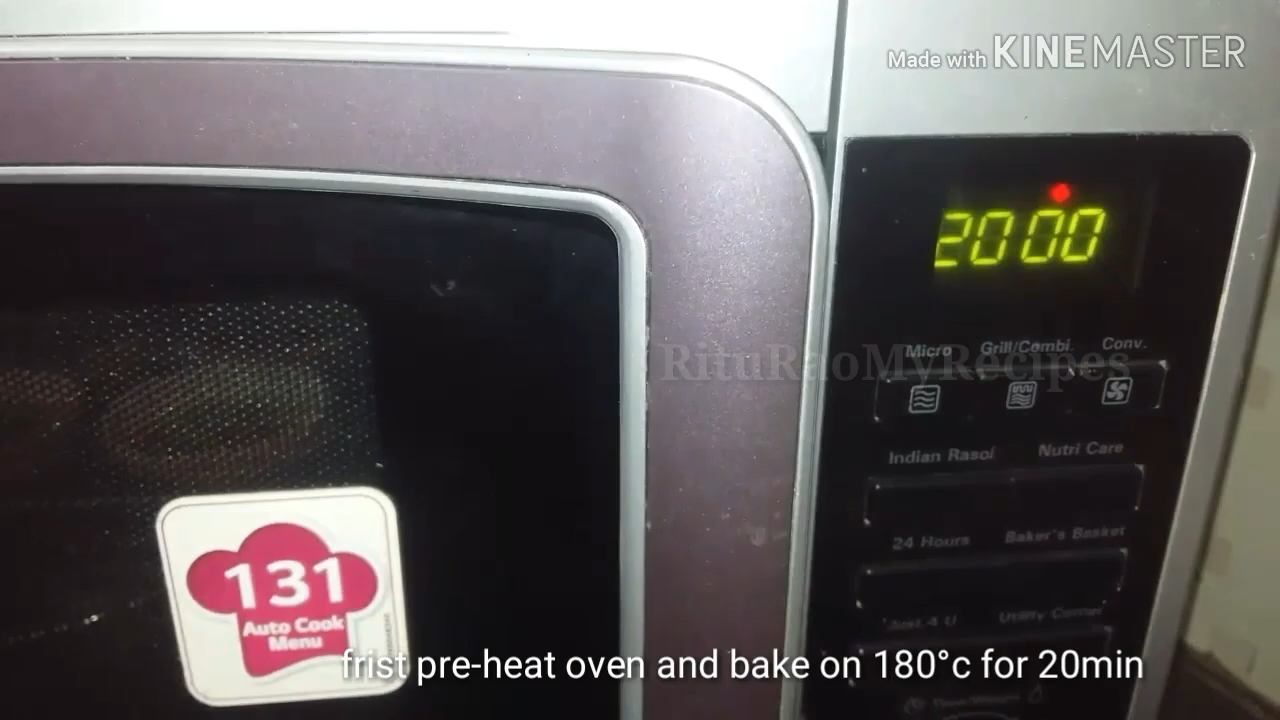 Made with KINEMASTER
20 00
Micro Grill/Combi. Conv.
RituRaoMyRecipes
Indian Rasoi Nutri Care
24 Hours Baker's Basket
Utility Corner
131
Auto Cook
Menu
frist pre-heat oven and bake on 180°c for 20min